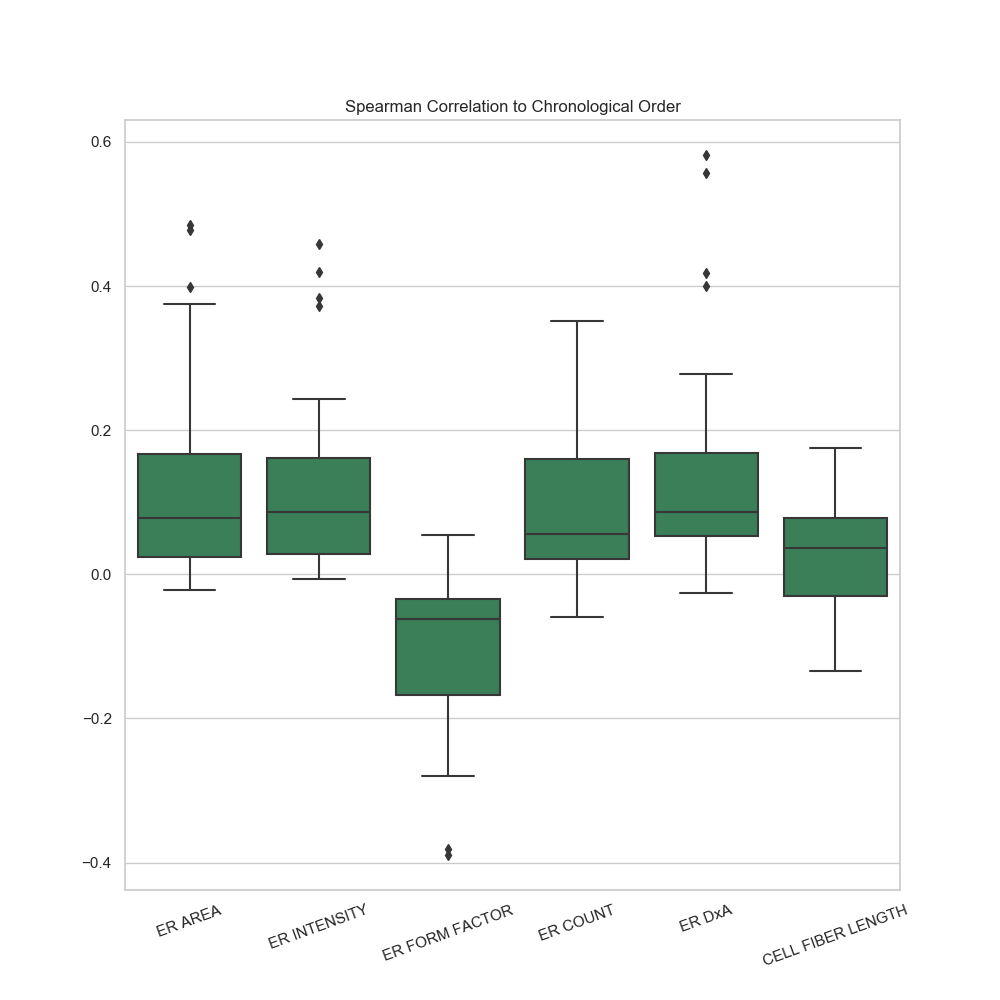 Spearman Correlation to Chronological Order
0.6
0.4
0.2
0.0
−0.2
−0.4
ER AREA
ER INTENSITY
ER FORM FACTOR
ER COUNT
ER DxA
CELL FIBER LENGTH